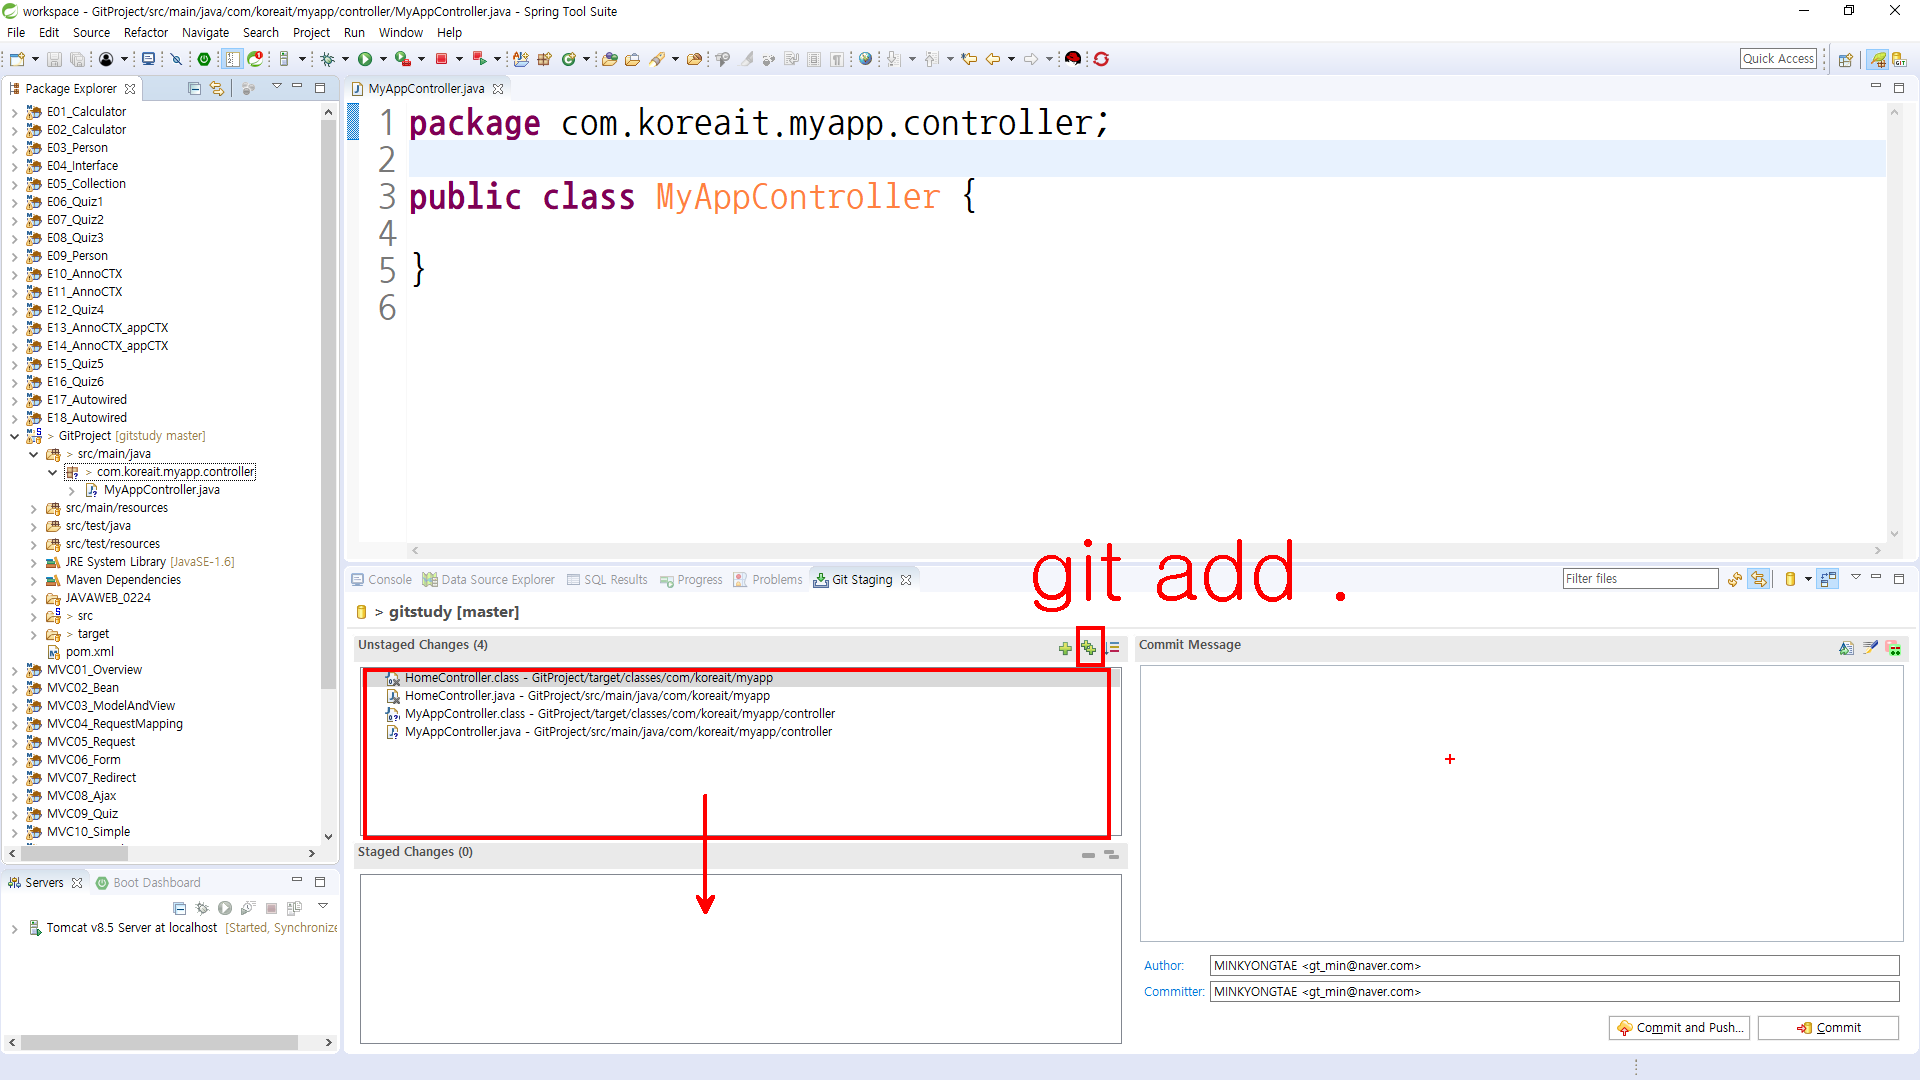 workspace - GitProject/src/main/java/com/koreait/myapp/controller/MyAppController.java - Spring Tool Suite
File Edit Source Refactor Navigate Search Project Run Window Help
Quick Access
Package Explorer
E01_Calculator
E02_Calculator
E03_Person
E04_Interface
E05_Collection
E06_Quiz1
E07_Quiz2
E08_Quiz3
E09_Person
E10_AnnoCTX
E11_AnnoCTX
E12_Quiz4
E13_AnnoCTX_appCTX
E14_AnnoCTX_appCTX
E15_Quiz5
E16_Quiz6
E17_Autowired
E18_Autowired
> GitProject [gitstudy master]
> src/main/java
> com.koreait.myapp.controller
MyAppController.java
src/main/resources
src/test/java
src/test/resources
JRE System Library [JavaSE-1.6]
Maven Dependencies
JAVAWEB_0224
> src
> target
pom.xml
MVC01_Overview
MVC02_Bean
MVC03_ModelAndView
MVC04_RequestMapping
MVC05_Request
MVC06_Form
MVC07_Redirect
MVC08_Ajax
MVC09_Quiz
MVC10_Simple
Servers Boot Dashboard
Tomcat v8.5 Server at localhost [Started, Synchronize
MyAppController.java
1 package com.koreait.myapp.controller;
2
3 public class MyAppController {
4
5 }
6
git add .
Console Data Source Explorer SQL Results Progress Problems Git Staging
Filter files
> gitstudy [master]
Unstaged Changes (4)
HomeController.class - GitProject/target/classes/com/koreait/myapp
HomeController.java - GitProject/src/main/java/com/koreait/myapp
MyAppController.class - GitProject/target/classes/com/koreait/myapp/controller
MyAppController.java - GitProject/src/main/java/com/koreait/myapp/controller
Staged Changes (0)
Commit Message
Author: MINKYONGTAE <gt_min@naver.com>
Committer: MINKYONGTAE <gt_min@naver.com>
Commit and Push... Commit